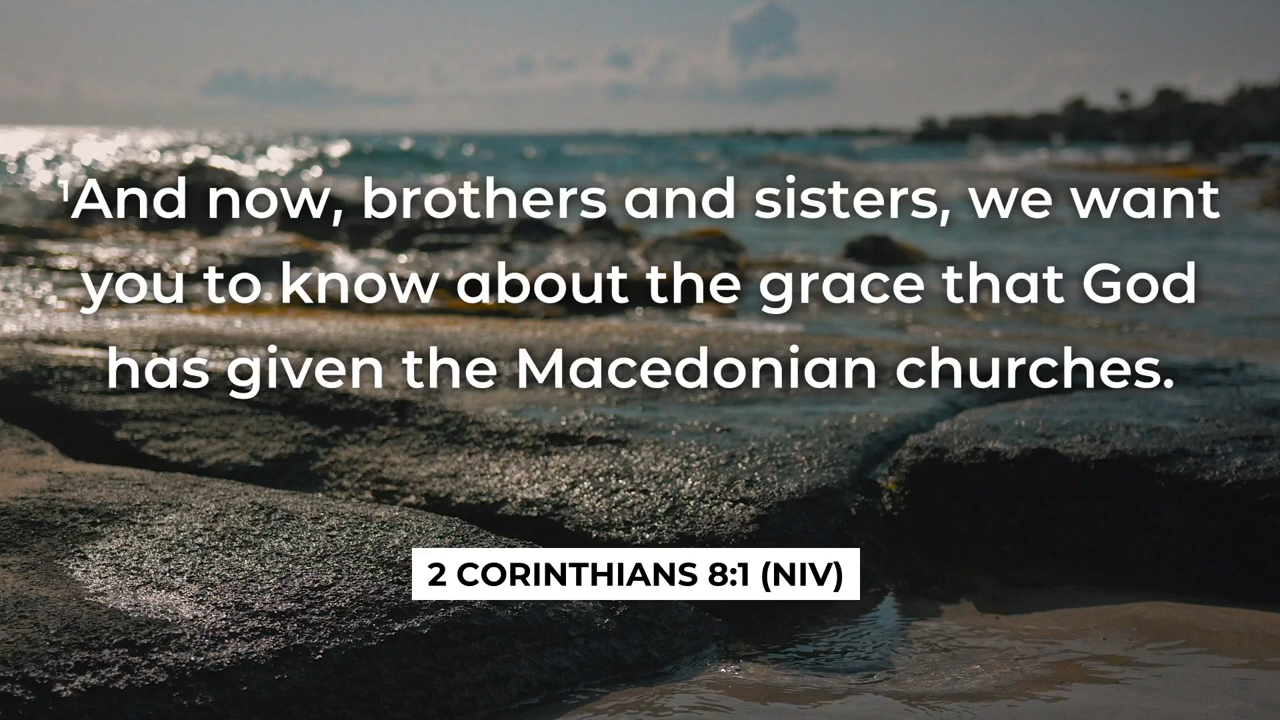 ¹And now, brothers and sisters, we want
you to know about the grace that God
has given the Macedonian churches.
2 CORINTHIANS 8:1 (NIV)